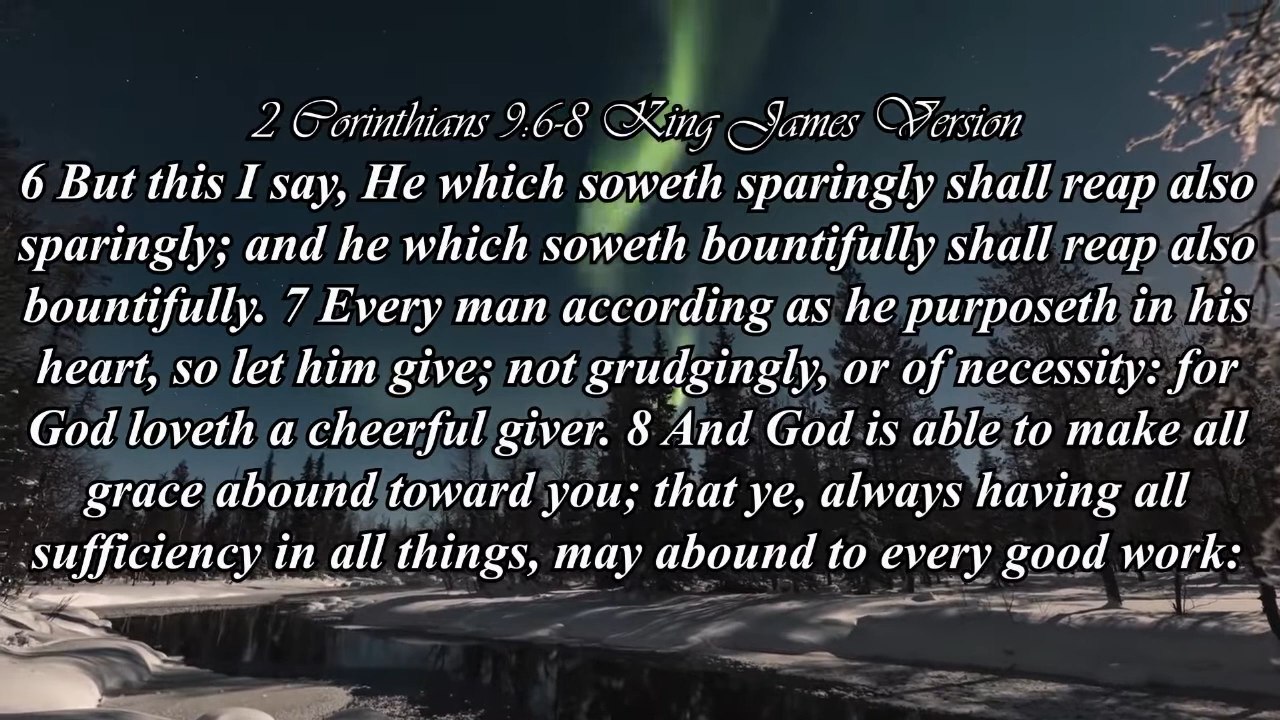 2 Corinthians 9:6-8 King James Version
6 But this I say, He which soweth sparingly shall reap also
sparingly; and he which soweth bountifully shall reap also
bountifully. 7 Every man according as he purposeth in his
heart, so let him give; not grudgingly, or of necessity: for
God loveth a cheerful giver. 8 And God is able to make all
grace abound toward you; that ye, always having all
sufficiency in all things, may abound to every good work: